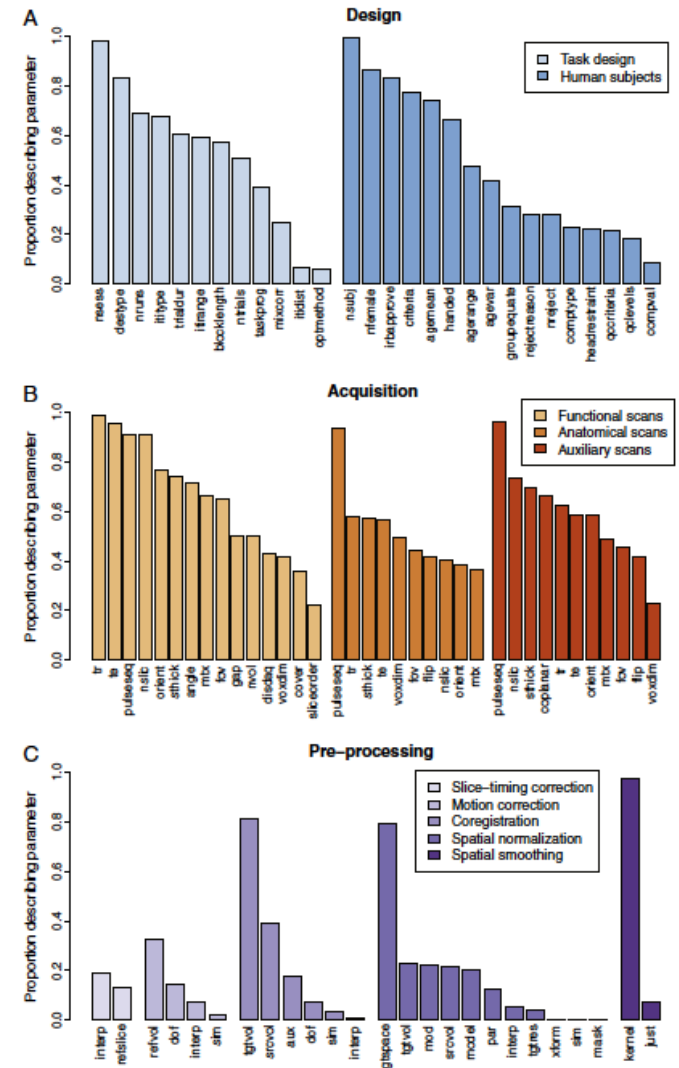 A
Design
Proportion describing parameter
0.0
0.2
0.4
0.6
0.8
1.0
Task design
Human subjects
nsess
destype
nruns
ititype
trialdur
itirange
blocklength
ntrials
taskprog
mixcorr
itidist
optmethod
nsubj
nfemale
irbapprove
criteria
agemean
handed
agerange
agevar
groupequate
rejectreason
nreject
comptype
headrestraint
qccriteria
qclevels
compval
B
Acquisition
Proportion describing parameter
0.0
0.2
0.4
0.6
0.8
1.0
Functional scans
Anatomical scans
Auxiliary scans
tr
te
pulseseq
nslic
orient
sthick
angle
mtx
fov
gap
nvol
disdaq
voxdim
cover
sliceorder
pulseseq
tr
sthick
te
voxdim
fov
flip
nslic
orient
mtx
pulseseq
nslic
sthick
coplanar
tr
te
orient
mtx
fov
flip
voxdim
C
Pre-processing
Proportion describing parameter
0.0
0.2
0.4
0.6
0.8
1.0
Slice-timing correction
Motion correction
Coregistration
Spatial normalization
Spatial smoothing
interp
refslice
refvol
dof
interp
sim
tgtvol
srcvol
aux
dof
sim
interp
gtspace
tgtvol
mod
srcvol
model
par
interp
tgtres
xform
sim
mask
kernel
just